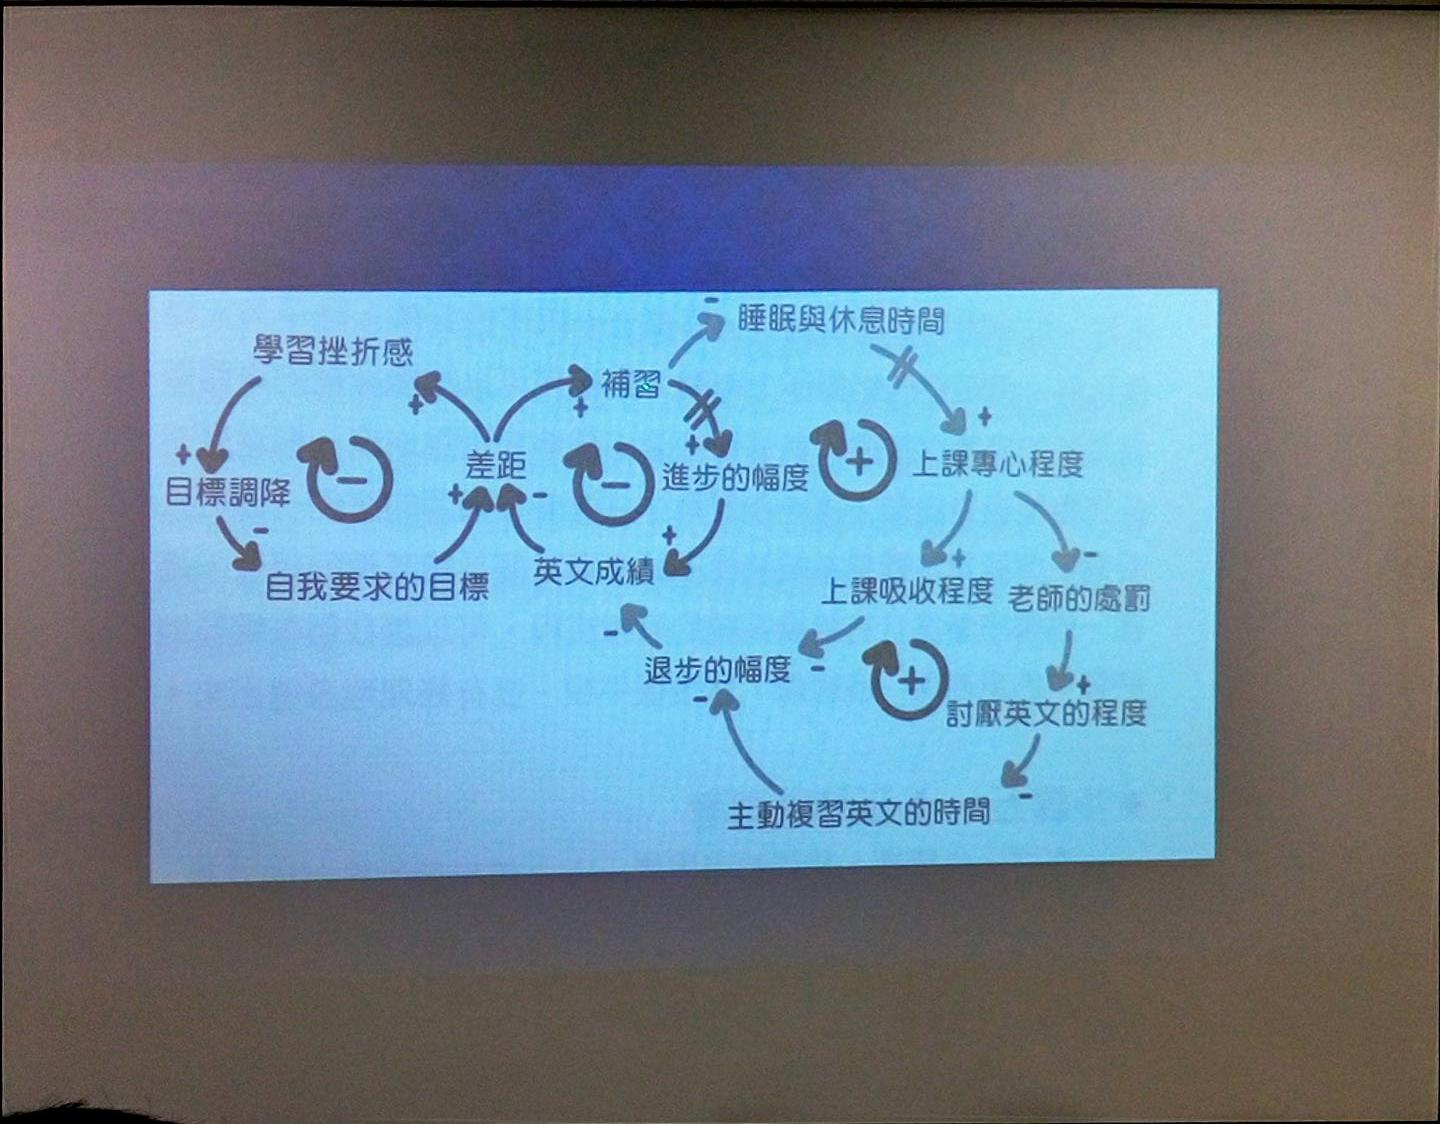 睡眠與休息時間
學習挫折感
補習
差距
進步的幅度
上課專心程度
目標調降
自我要求的目標
英文成績
上課吸收程度
老師的處罰
退步的幅度
討厭英文的程度
主動複習英文的時間